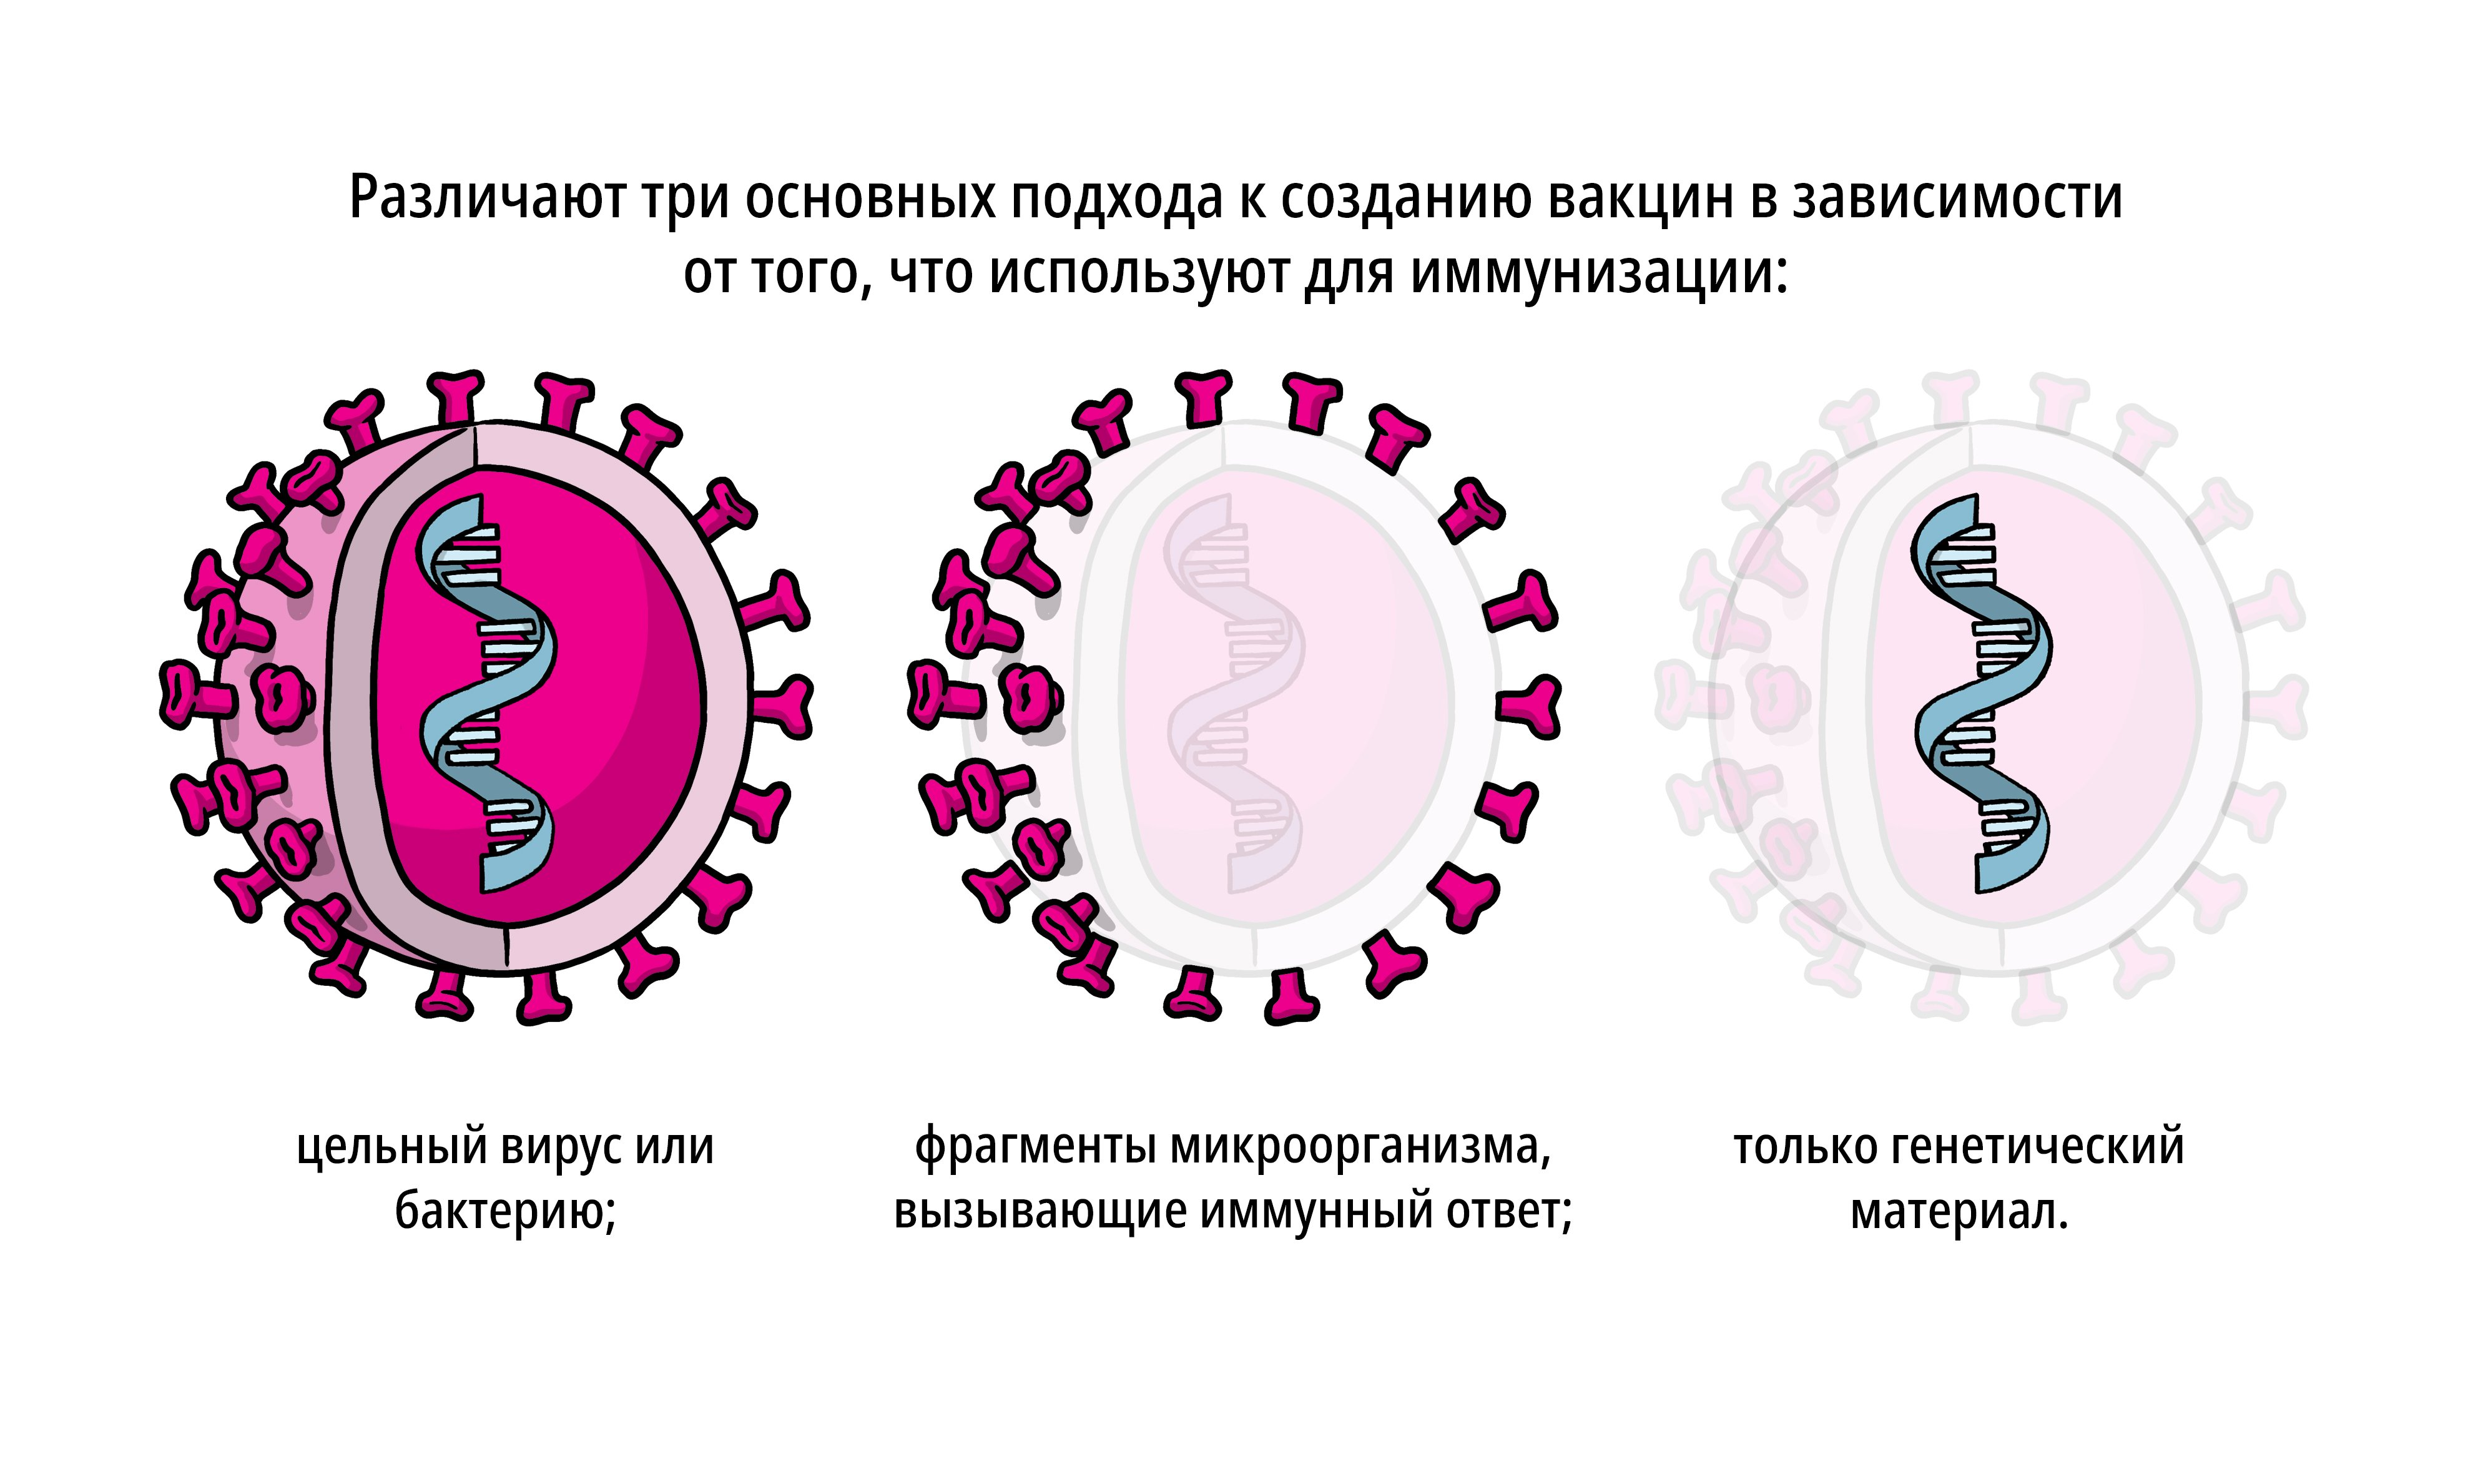 Различают три основных подхода к созданию вакцин в зависимости
от того, что используют для иммунизации:
цельный вирус или
бактерию;
фрагменты микроорганизма,
вызывающие иммунный ответ;
только генетический
материал.